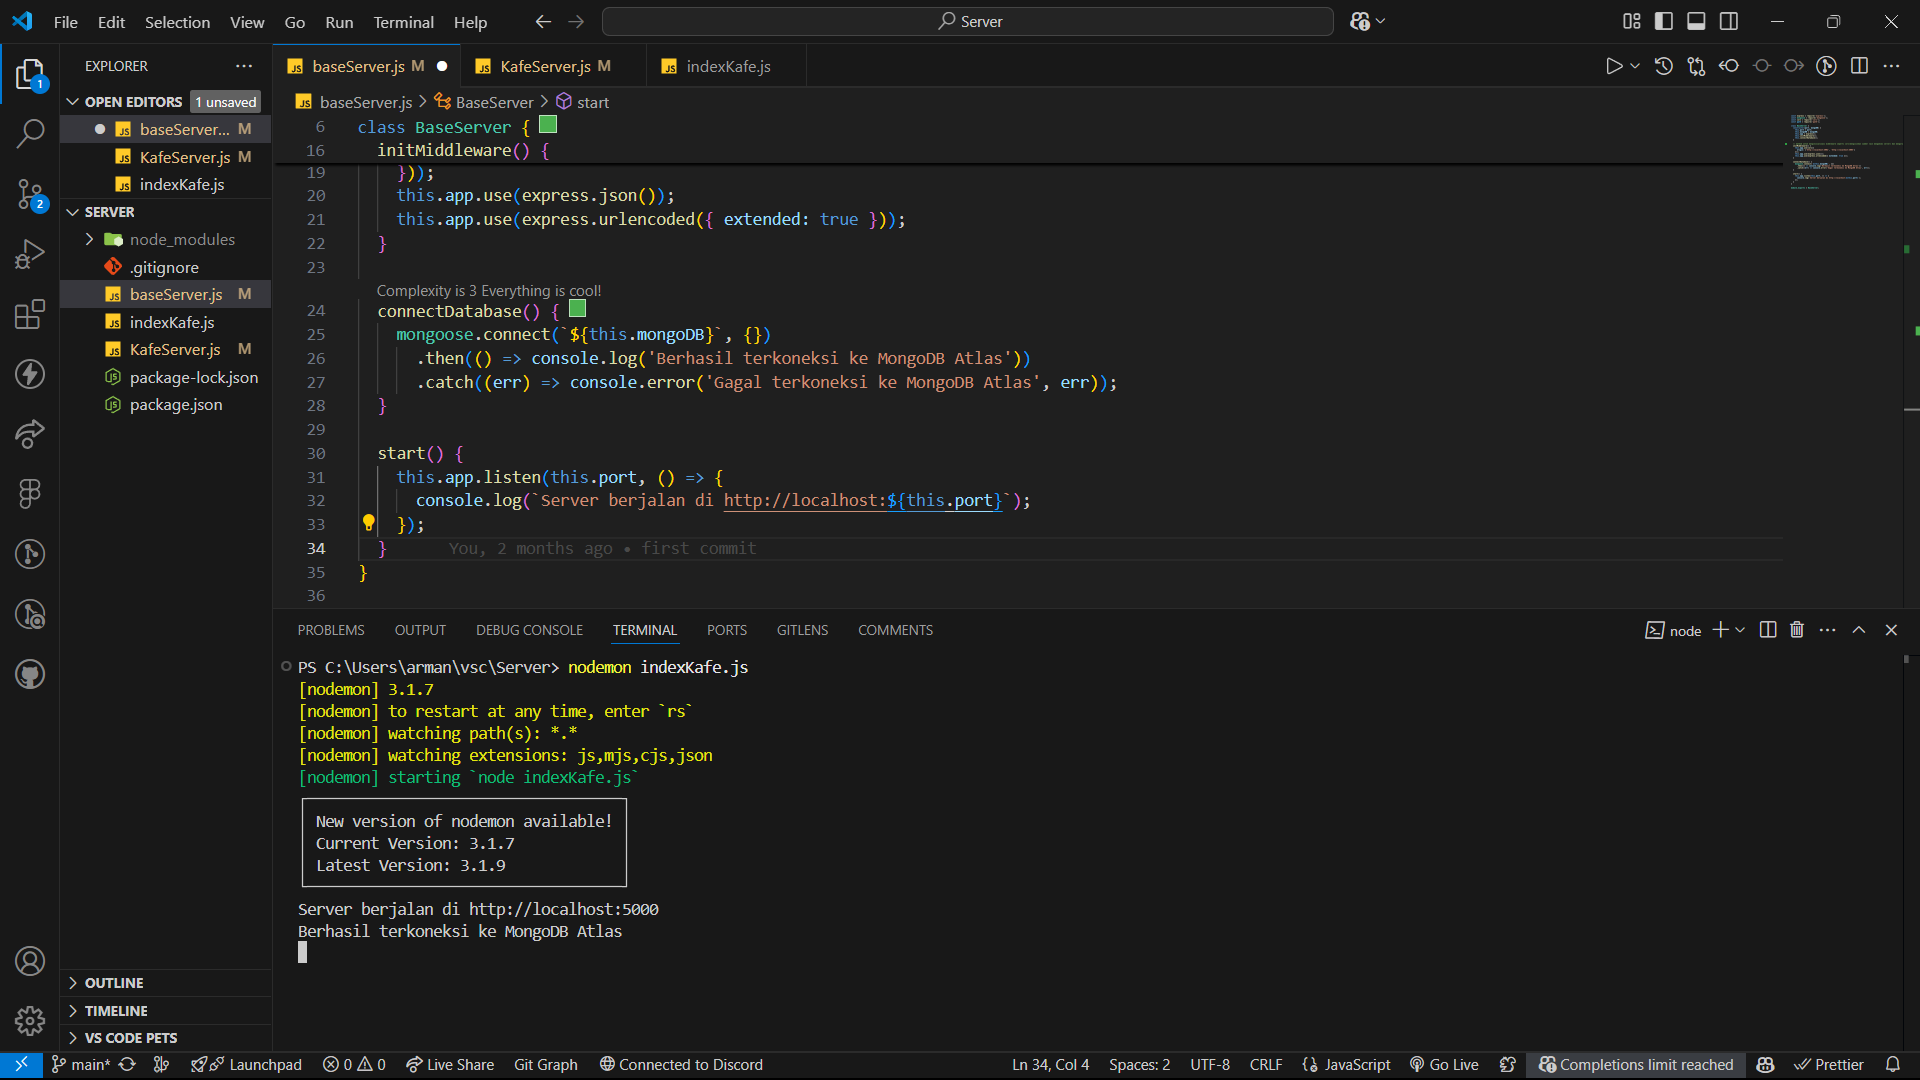 File Edit Selection View Go Run Terminal Help
Server
EXPLORER
OPEN EDITORS 1 unsaved
baseServer... M
KafeServer.js M
indexKafe.js
SERVER
node_modules
.gitignore
baseServer.js M
indexKafe.js
KafeServer.js M
package-lock.json
package.json
OUTLINE
TIMELINE
VS CODE PETS
1
2
baseServer.js M
KafeServer.js M
indexKafe.js
baseServer.js > BaseServer > start
6 class BaseServer {
16 initMiddleware() {
19 }));
20 this.app.use(express.json());
21 this.app.use(express.urlencoded({ extended: true }));
22 }
23
Complexity is 3 Everything is cool!
24 connectDatabase() {
25 mongoose.connect(`${this.mongoDB}`, {})
26 .then(() => console.log('Berhasil terkoneksi ke MongoDB Atlas'))
27 .catch((err) => console.error('Gagal terkoneksi ke MongoDB Atlas', err));
28 }
29
30 start() {
31 this.app.listen(this.port, () => {
32 console.log(`Server berjalan di http://localhost:${this.port}`);
33 });
34 } You, 2 months ago • first commit
35 }
36
PROBLEMS OUTPUT DEBUG CONSOLE TERMINAL PORTS GITLENS COMMENTS
node
PS C:\Users\arman\vsc\Server> nodemon indexKafe.js
[nodemon] 3.1.7
[nodemon] to restart at any time, enter `rs`
[nodemon] watching path(s): *.*
[nodemon] watching extensions: js,mjs,cjs,json
[nodemon] starting `node indexKafe.js`
New version of nodemon available!
Current Version: 3.1.7
Latest Version: 3.1.9
Server berjalan di http://localhost:5000
Berhasil terkoneksi ke MongoDB Atlas
main* Launchpad 0 0 Live Share Git Graph Connected to Discord
Ln 34, Col 4 Spaces: 2 UTF-8 CRLF {} JavaScript Go Live Completions limit reached Prettier